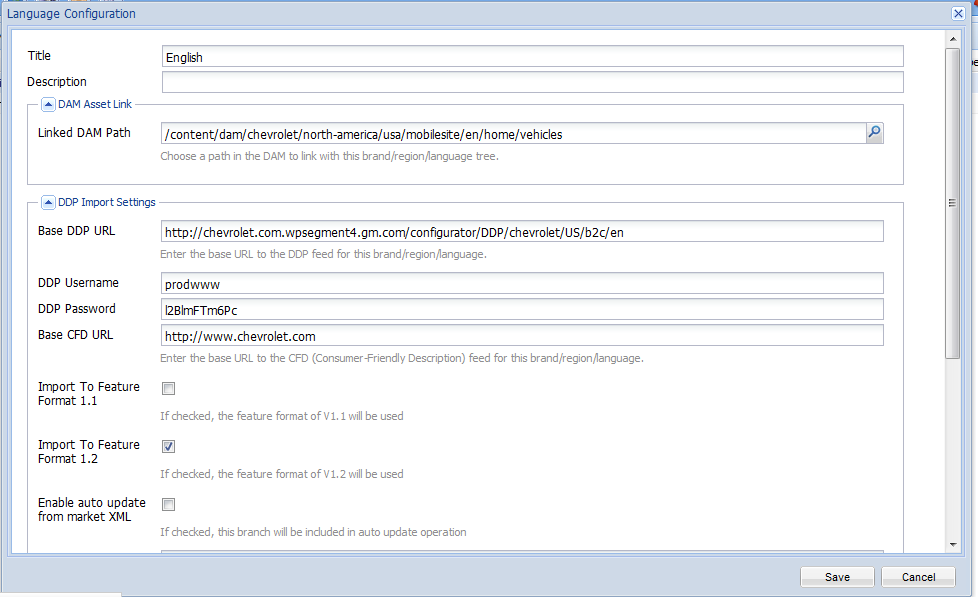 Language Configuration
Title
English
Description
DAM Asset Link
Linked DAM Path
/content/dam/chevrolet/north-america/usa/mobilesite/en/home/vehicles
Choose a path in the DAM to link with this brand/region/language tree.
DDP Import Settings
Base DDP URL
http://chevrolet.com.wpsegment4.gm.com/configurator/DDP/chevrolet/US/b2c/en
Enter the base URL to the DDP feed for this brand/region/language.
DDP Username
prodwww
DDP Password
l2BlmFTm6Pc
Base CFD URL
http://www.chevrolet.com
Enter the base URL to the CFD (Consumer-Friendly Description) feed for this brand/region/language.
Import To Feature
Format 1.1
If checked, the feature format of V1.1 will be used
Import To Feature
Format 1.2
If checked, the feature format of V1.2 will be used
Enable auto update
from market XML
If checked, this branch will be included in auto update operation
Save
Cancel